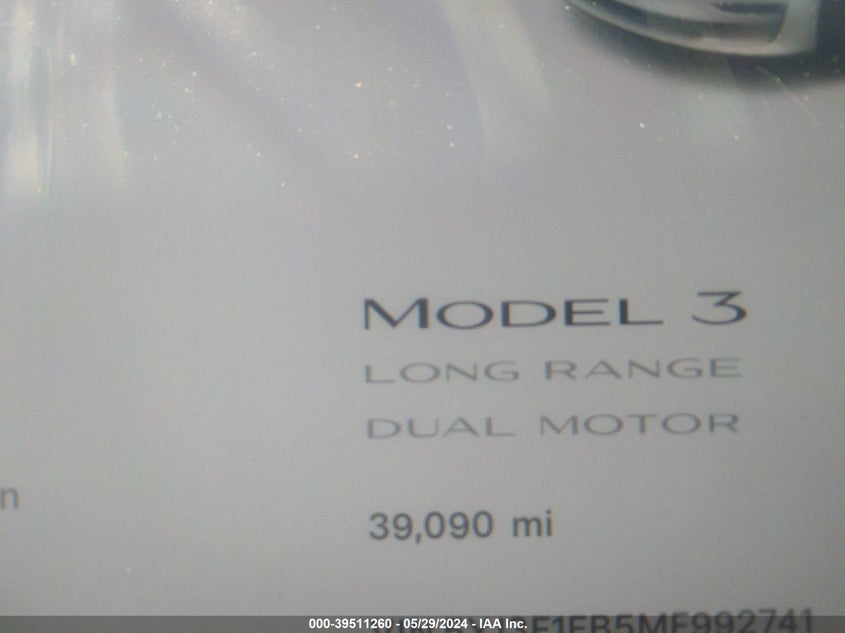 MODEL 3
LONG RANGE
DUAL MOTOR
n
39,090 mi
000-39511260 - 05/29/2024 - IAA Inc.